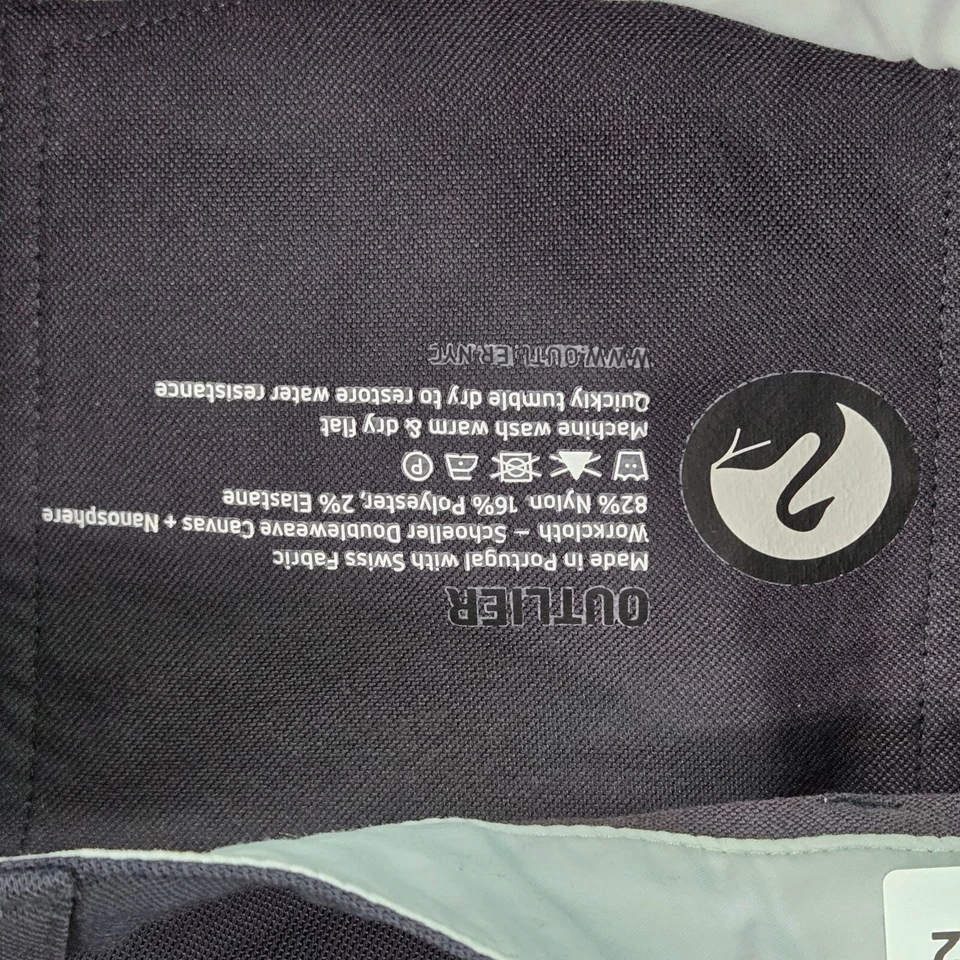 OUTLIER
Made in Portugal with Swiss Fabric
Workcloth – Schoeller Doubleweave Canvas + Nanosphere
82% Nylon 16% Polyester, 2% Elastane
P
Machine wash warm & dry flat
Quickly tumble dry to restore water resistance
WWW.OUTLIER.NYC
2